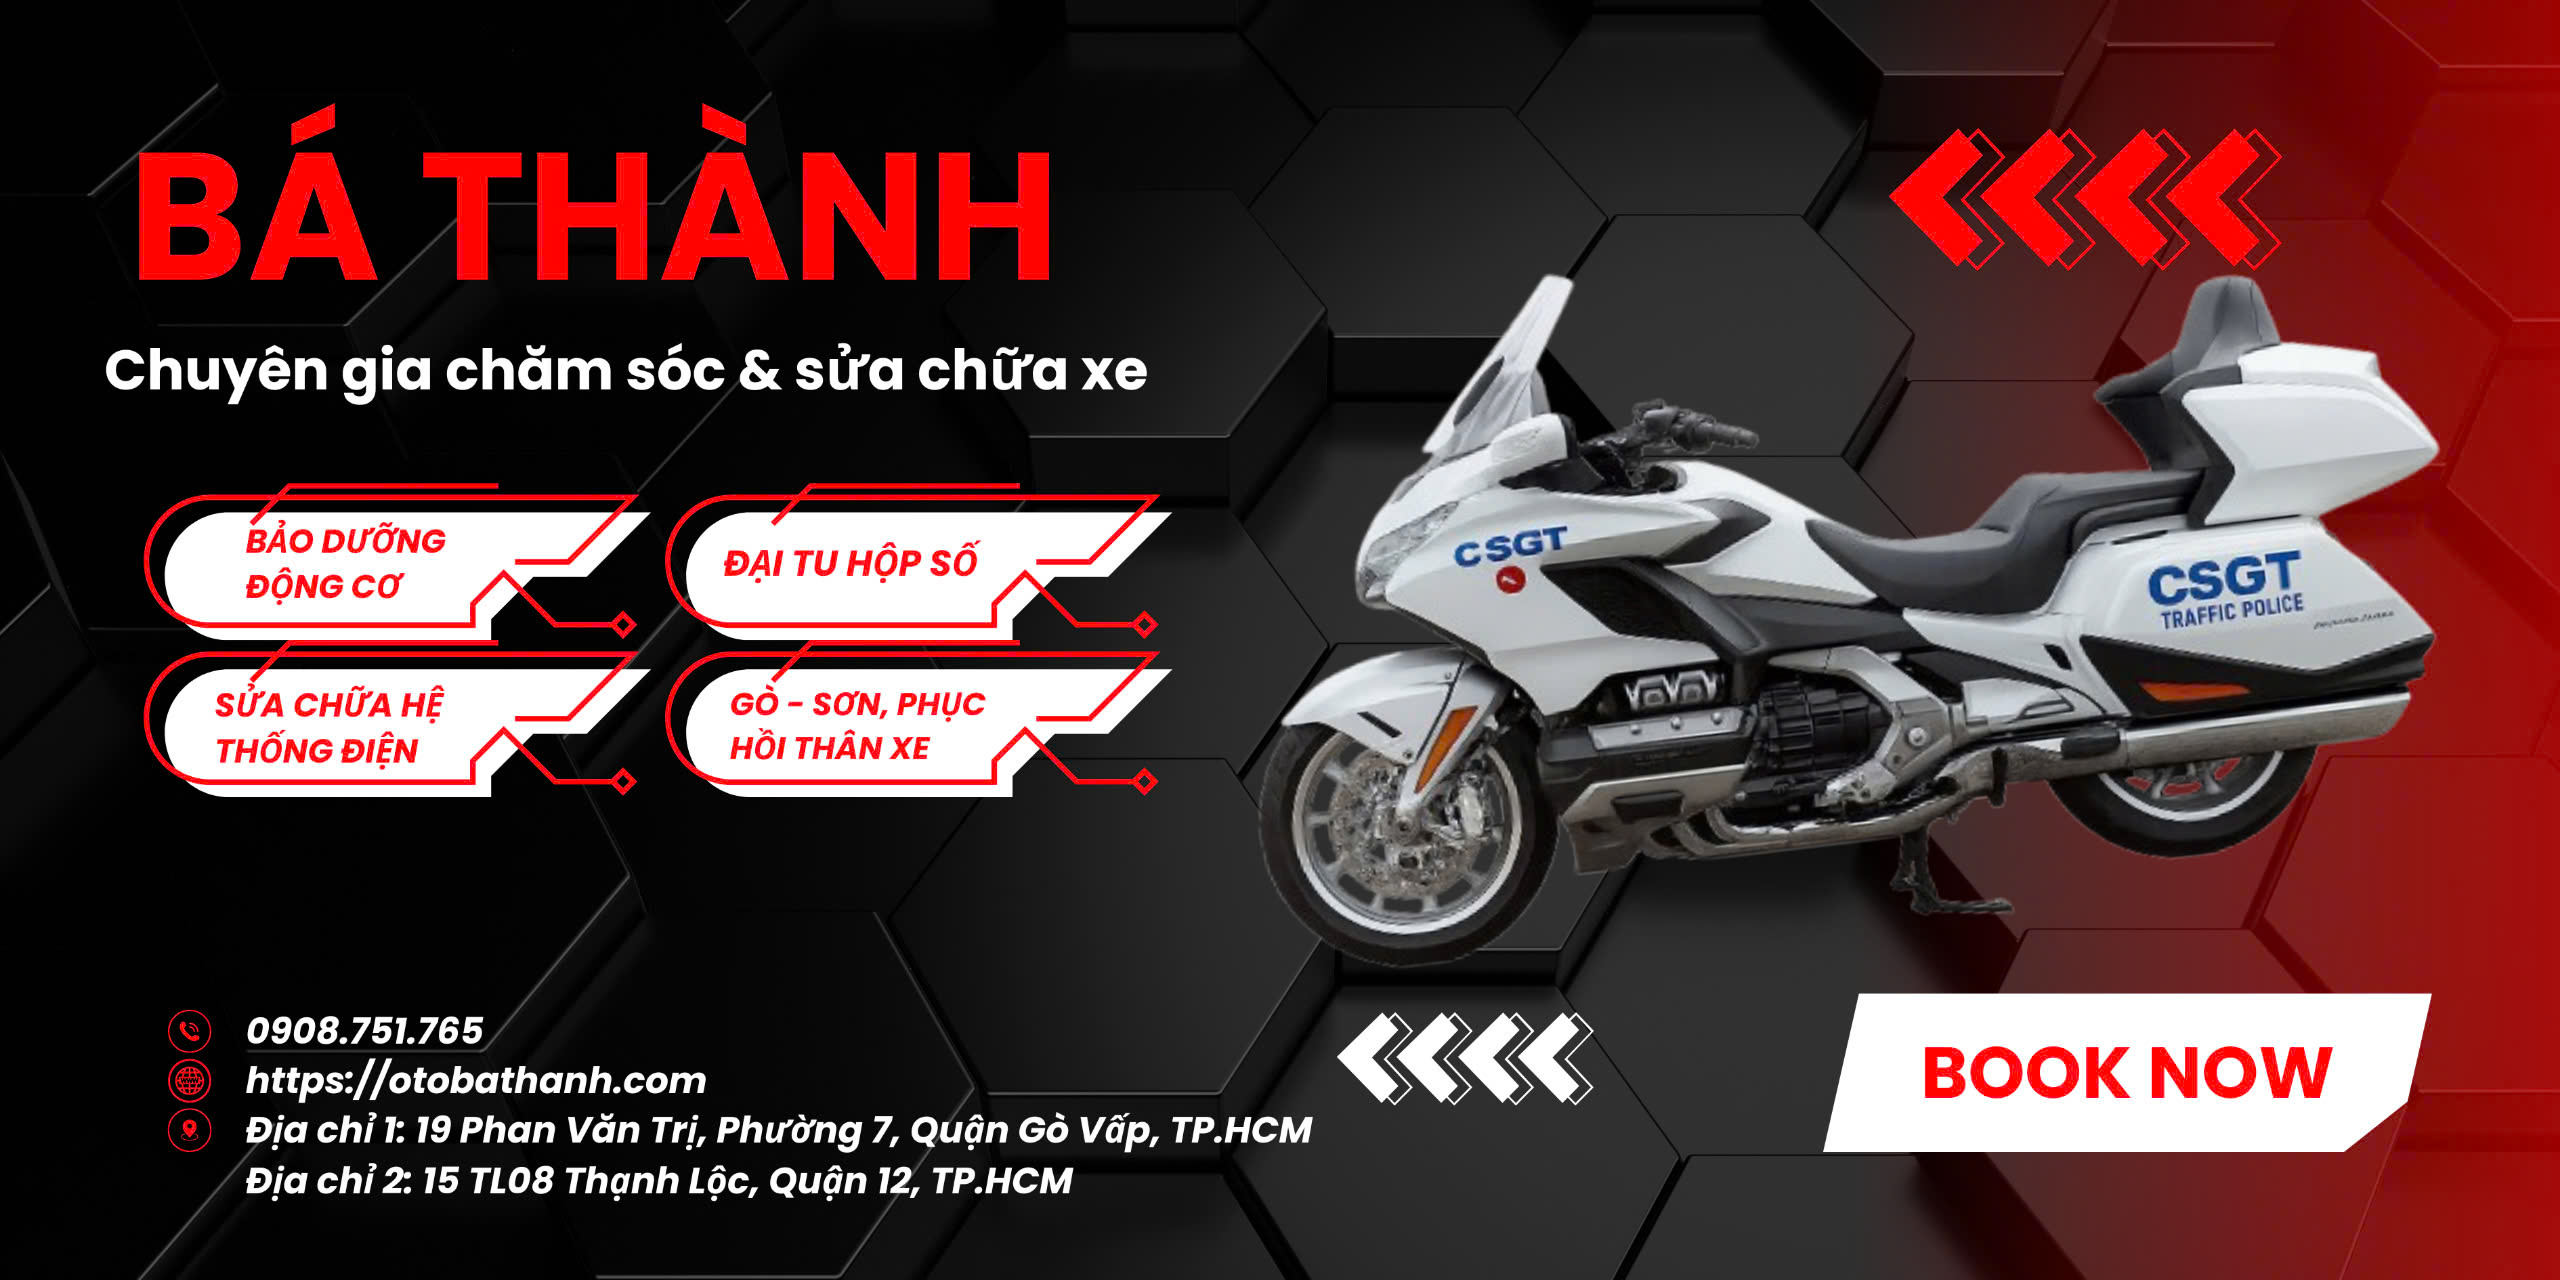 BÁ THÀNH
Chuyên gia chăm sóc & sửa chữa xe
BẢO DƯỠNG
ĐỘNG CƠ
ĐẠI TU HỘP SỐ
SỬA CHỮA HỆ
THỐNG ĐIỆN
GÒ - SƠN, PHỤC
HỒI THÂN XE
CSGT
CSGT
TRAFFIC POLICE
0908.751.765
https://otobathanh.com
Địa chỉ 1: 19 Phan Văn Trị, Phường 7, Quận Gò Vấp, TP.HCM
Địa chỉ 2: 15 TL08 Thạnh Lộc, Quận 12, TP.HCM
BOOK NOW